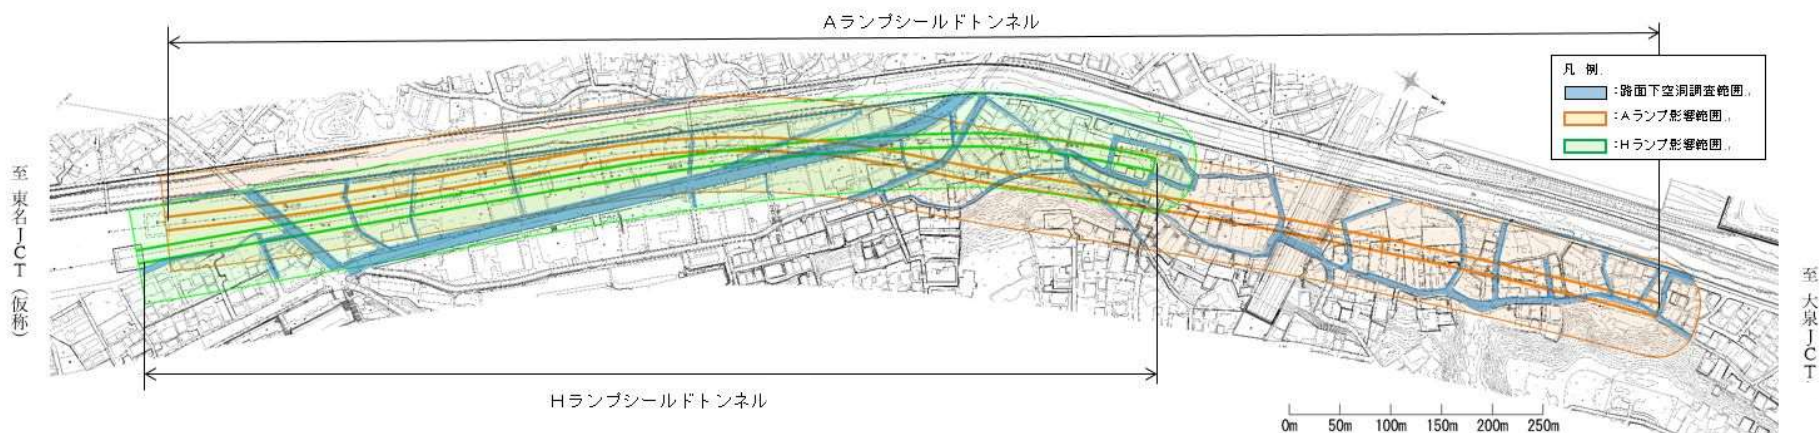 Aランプシールドトンネル
凡 例
:路面下空洞調査範囲
:Aランプ影響範囲
:Hランプ影響範囲
至 東名JCT(仮称)
至 大泉JCT
Hランプシールドトンネル
0m 50m 100m 150m 200m 250m